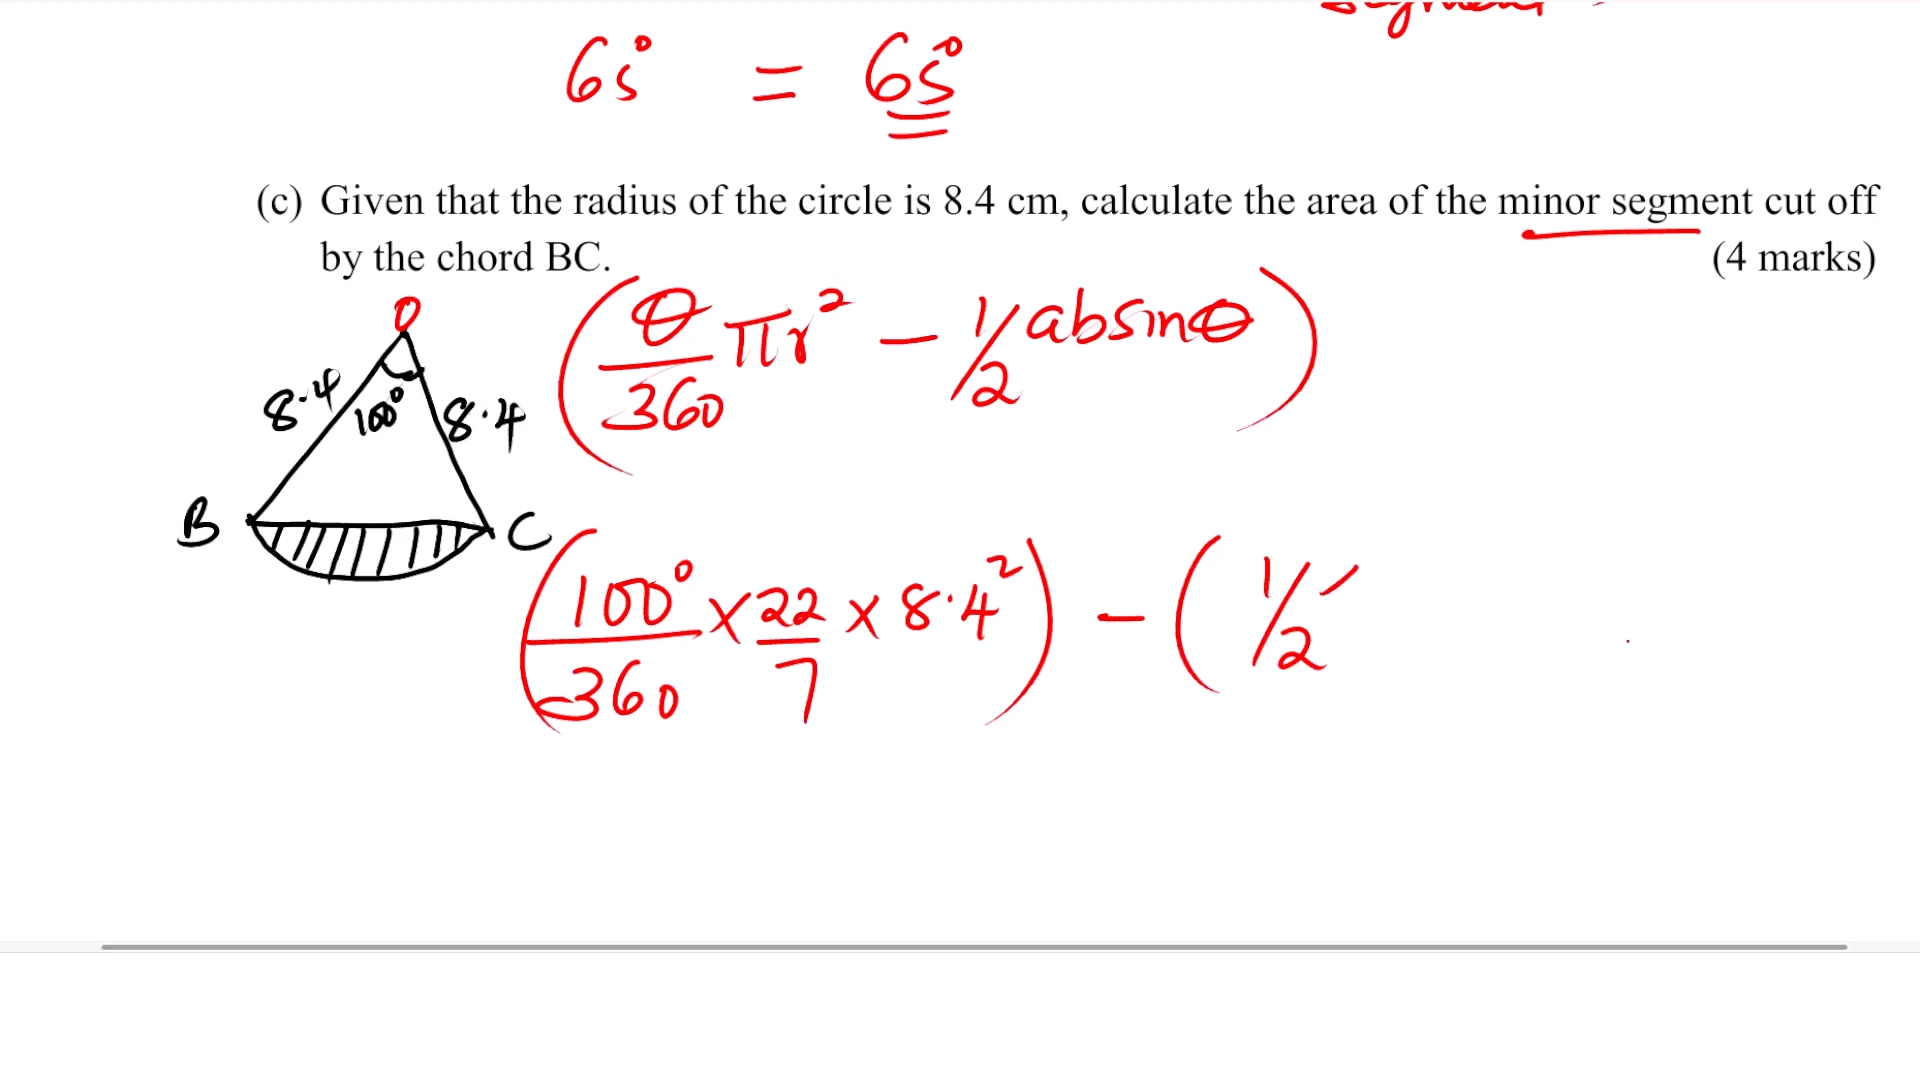 65° = 65°
(c) Given that the radius of the circle is 8.4 cm, calculate the area of the minor segment cut off
by the chord BC. (4 marks)
O
8.4 100° 8.4
B C
(θ/360 πr² − 1/2 absinθ)
(100°/360 × 22/7 × 8.4²) − (1/2